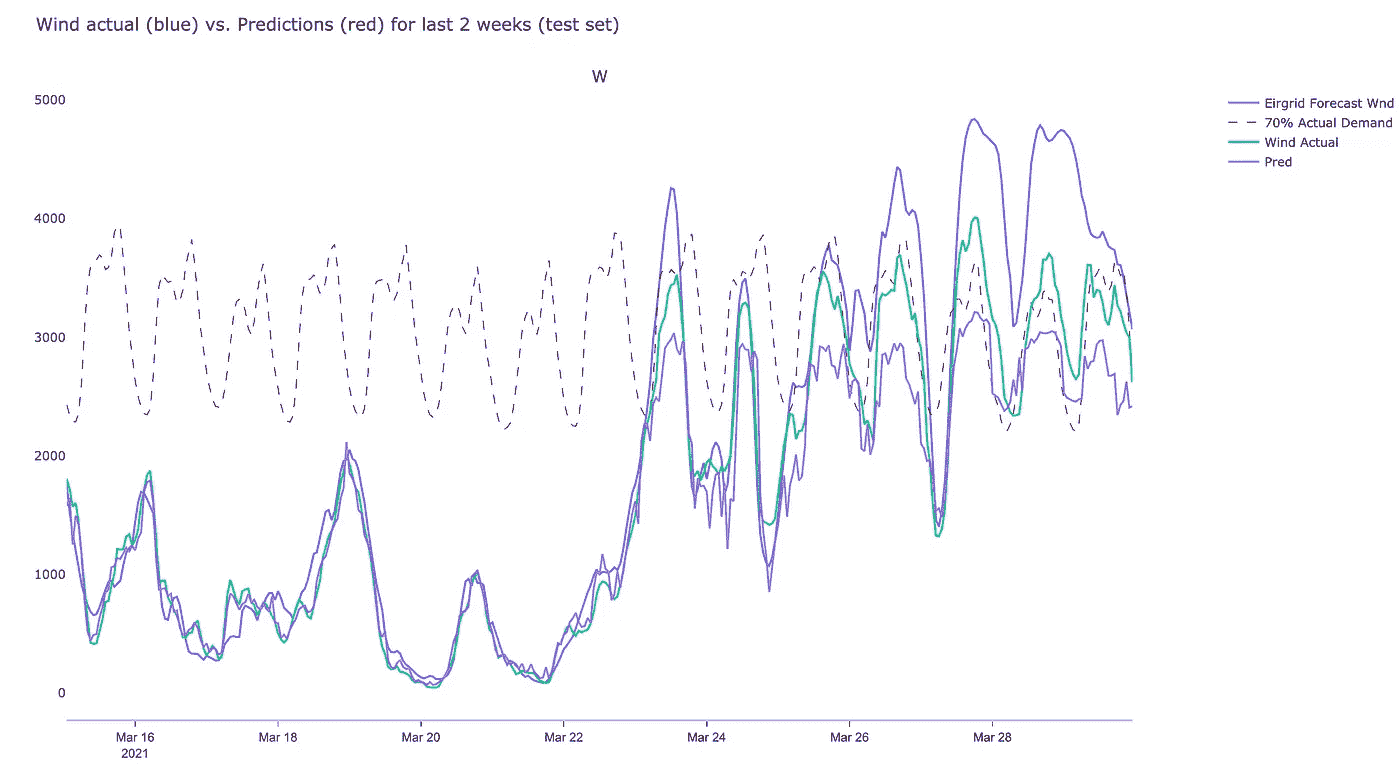 Wind actual (blue) vs. Predictions (red) for last 2 weeks (test set)
W
5000
4000
3000
2000
1000
0
Mar 16
2021
Mar 18
Mar 20
Mar 22
Mar 24
Mar 26
Mar 28
Eirgrid Forecast Wnd
70% Actual Demand
Wind Actual
Pred